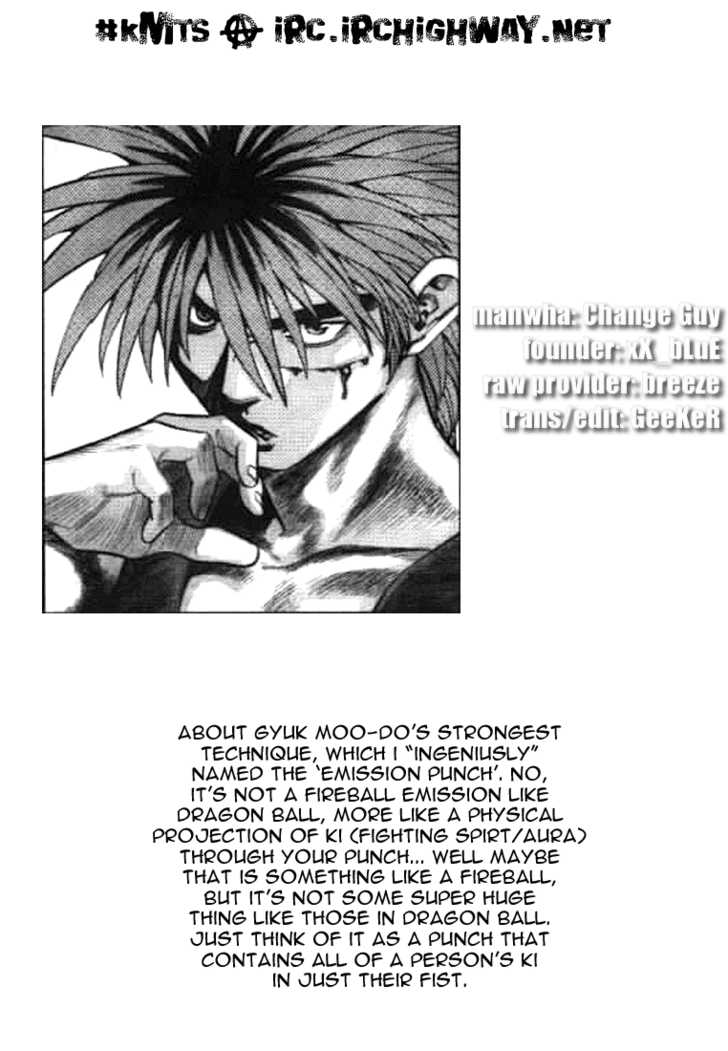 #KMTS @ iRC.iRCHiGHWAY.NET
manwha: Change Guy
founder: xX_bLuE
raw provider: breeze
trans/edit: GeeKeR
ABOUT GYUK MOO-DO'S STRONGEST
TECHNIQUE, WHICH I "INGENIUSLY"
NAMED THE 'EMISSION PUNCH'. NO,
IT'S NOT A FIREBALL EMISSION LIKE
DRAGON BALL, MORE LIKE A PHYSICAL
PROJECTION OF KI (FIGHTING SPIRT/AURA)
THROUGH YOUR PUNCH... WELL MAYBE
THAT IS SOMETHING LIKE A FIREBALL,
BUT IT'S NOT SOME SUPER HUGE
THING LIKE THOSE IN DRAGON BALL.
JUST THINK OF IT AS A PUNCH THAT
CONTAINS ALL OF A PERSON'S KI
IN JUST THEIR FIST.